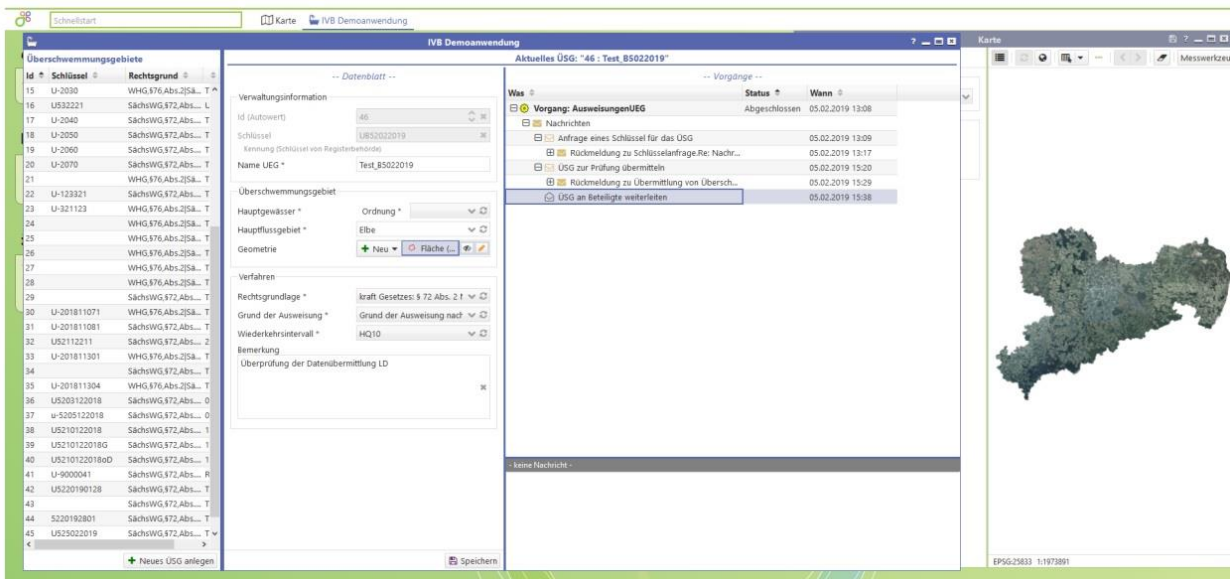 Schnellstart
Karte
IVB Demoanwendung
IVB Demoanwendung
Karte
Messwerkzeu
Überschwemmungsgebiete
Aktuelles ÜSG: "46 : Test_B5022019"
Id Schlüssel Rechtsgrund
15 U-2030 WHG,§76,Abs.2|Sä... T
16 U532221 SächsWG,§72,Abs.... L
17 U-2040 SächsWG,§72,Abs.... T
18 U-2050 SächsWG,§72,Abs.... T
19 U-2060 SächsWG,§72,Abs.... T
20 U-2070 SächsWG,§72,Abs.... T
21 WHG,§76,Abs.2|Sä... T
22 U-123321 SächsWG,§72,Abs.... T
23 U-321123 SächsWG,§72,Abs.... T
24 WHG,§76,Abs.2|Sä... T
25 WHG,§76,Abs.2|Sä... T
26 WHG,§76,Abs.2|Sä... T
27 WHG,§76,Abs.2|Sä... T
28 WHG,§76,Abs.2|Sä... T
29 SächsWG,§72,Abs.... T
30 U-201811071 WHG,§76,Abs.2|Sä... T
31 U-201811081 SächsWG,§72,Abs.... T
32 U52112211 SächsWG,§72,Abs.... 2
33 U-201811301 WHG,§76,Abs.2|Sä... T
34 SächsWG,§72,Abs.... T
35 U-201811304 WHG,§76,Abs.2|Sä... T
36 U5203122018 SächsWG,§72,Abs.... 0
37 u-5205122018 SächsWG,§72,Abs.... 0
38 U5210122018 SächsWG,§72,Abs.... 1
39 U5210122018G SächsWG,§72,Abs.... 1
40 U5210122018oD SächsWG,§72,Abs.... 1
41 U-9000041 SächsWG,§72,Abs.... R
42 U5220190128 SächsWG,§72,Abs.... T
43 SächsWG,§72,Abs.... T
44 5220192801 SächsWG,§72,Abs.... T
45 U525022019 SächsWG,§72,Abs.... T
Neues ÜSG anlegen
-- Datenblatt --
Verwaltungsinformation
Id (Autowert) 46
Schlüssel UB52022019
Kennung (Schlüssel von Registerbehörde)
Name UEG * Test_B5022019
Überschwemmungsgebiet
Hauptgewässer * Ordnung *
Hauptflussgebiet * Elbe
Geometrie Neu Fläche (...
Verfahren
Rechtsgrundlage * kraft Gesetzes: § 72 Abs. 2 f
Grund der Ausweisung * Grund der Ausweisung nach
Wiederkehrsintervall * HQ10
Bemerkung
Überprüfung der Datenübermittlung LD
Speichern
-- Vorgänge --
Was Status Wann
Vorgang: AusweisungenUEG Abgeschlossen 05.02.2019 13:08
Nachrichten
Anfrage eines Schlüssel für das ÜSG 05.02.2019 13:09
Rückmeldung zu Schlüsselanfrage.Re: Nachr... 05.02.2019 13:17
ÜSG zur Prüfung übermitteln 05.02.2019 15:20
Rückmeldung zu Übermittlung von Übersch... 05.02.2019 15:29
ÜSG an Beteiligte weiterleiten 05.02.2019 15:38
- keine Nachricht -
EPSG:25833 1:1973891